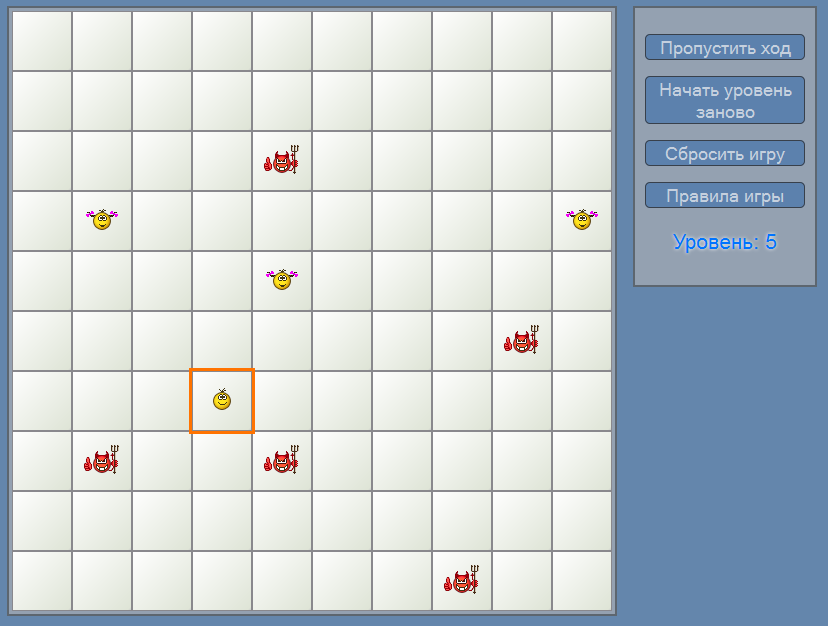 Пропустить ход
Начать уровень
заново
Сбросить игру
Правила игры
Уровень: 5